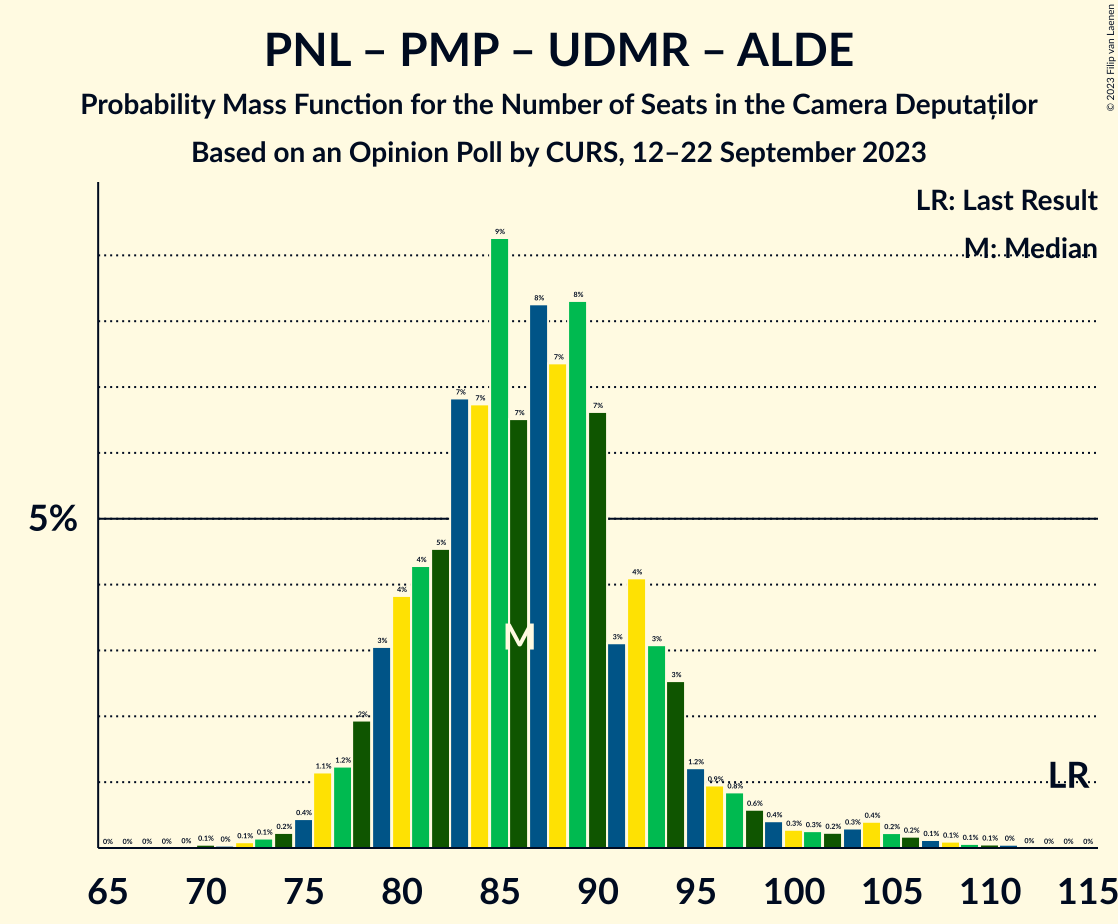 PNL – PMP – UDMR – ALDE
Probability Mass Function for the Number of Seats in the Camera Deputaților
Based on an Opinion Poll by CURS, 12–22 September 2023
© 2023 Filip van Laenen
LR: Last Result
M: Median
5%
0% 0% 0% 0% 0% 0.1% 0% 0.1% 0.1% 0.2% 0.4% 1.1% 1.2% 2% 3% 4% 4% 5% 7% 7% 9% 7% 8% 7% 8% 7% 3% 4% 3% 3% 1.2% 0.9% 0.8% 0.6% 0.4% 0.3% 0.3% 0.2% 0.3% 0.4% 0.2% 0.2% 0.1% 0.1% 0.1% 0.1% 0% 0% 0% 0% 0%
M
LR
65 70 75 80 85 90 95 100 105 110 115